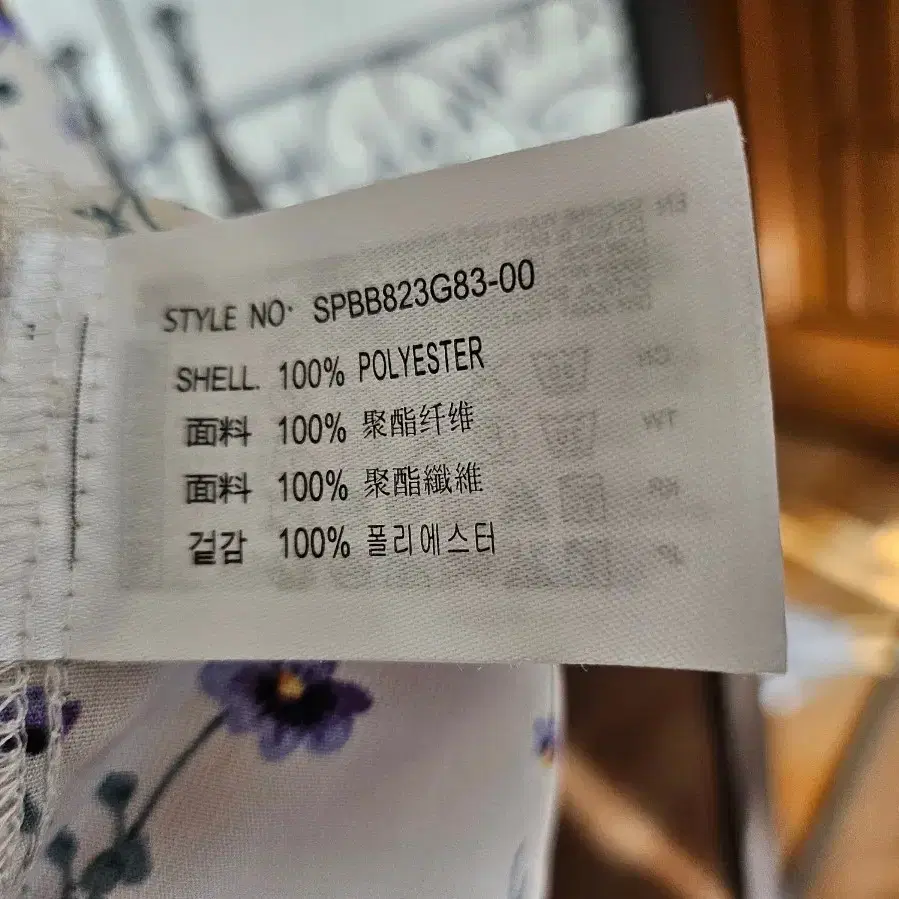 STYLE NO· SPBB823G83-00
SHELL. 100% POLYESTER
面料 100% 聚酯纤维
面料 100% 聚酯纖維
겉감 100% 폴리에스터